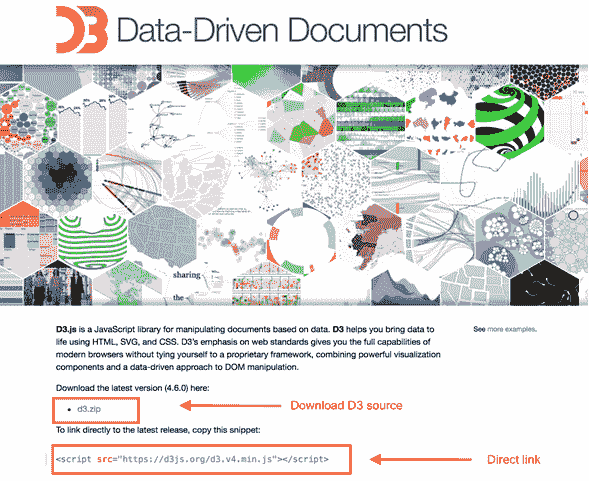 D3 Data-Driven Documents
sharing
the
D3.js is a JavaScript library for manipulating documents based on data. D3 helps you bring data to
life using HTML, SVG, and CSS. D3's emphasis on web standards gives you the full capabilities of
modern browsers without tying yourself to a proprietary framework, combining powerful visualization
components and a data-driven approach to DOM manipulation.
See more examples.
Download the latest version (4.6.0) here:
• d3.zip
Download D3 source
To link directly to the latest release, copy this snippet:
<script src="https://d3js.org/d3.v4.min.js"></script>
Direct link